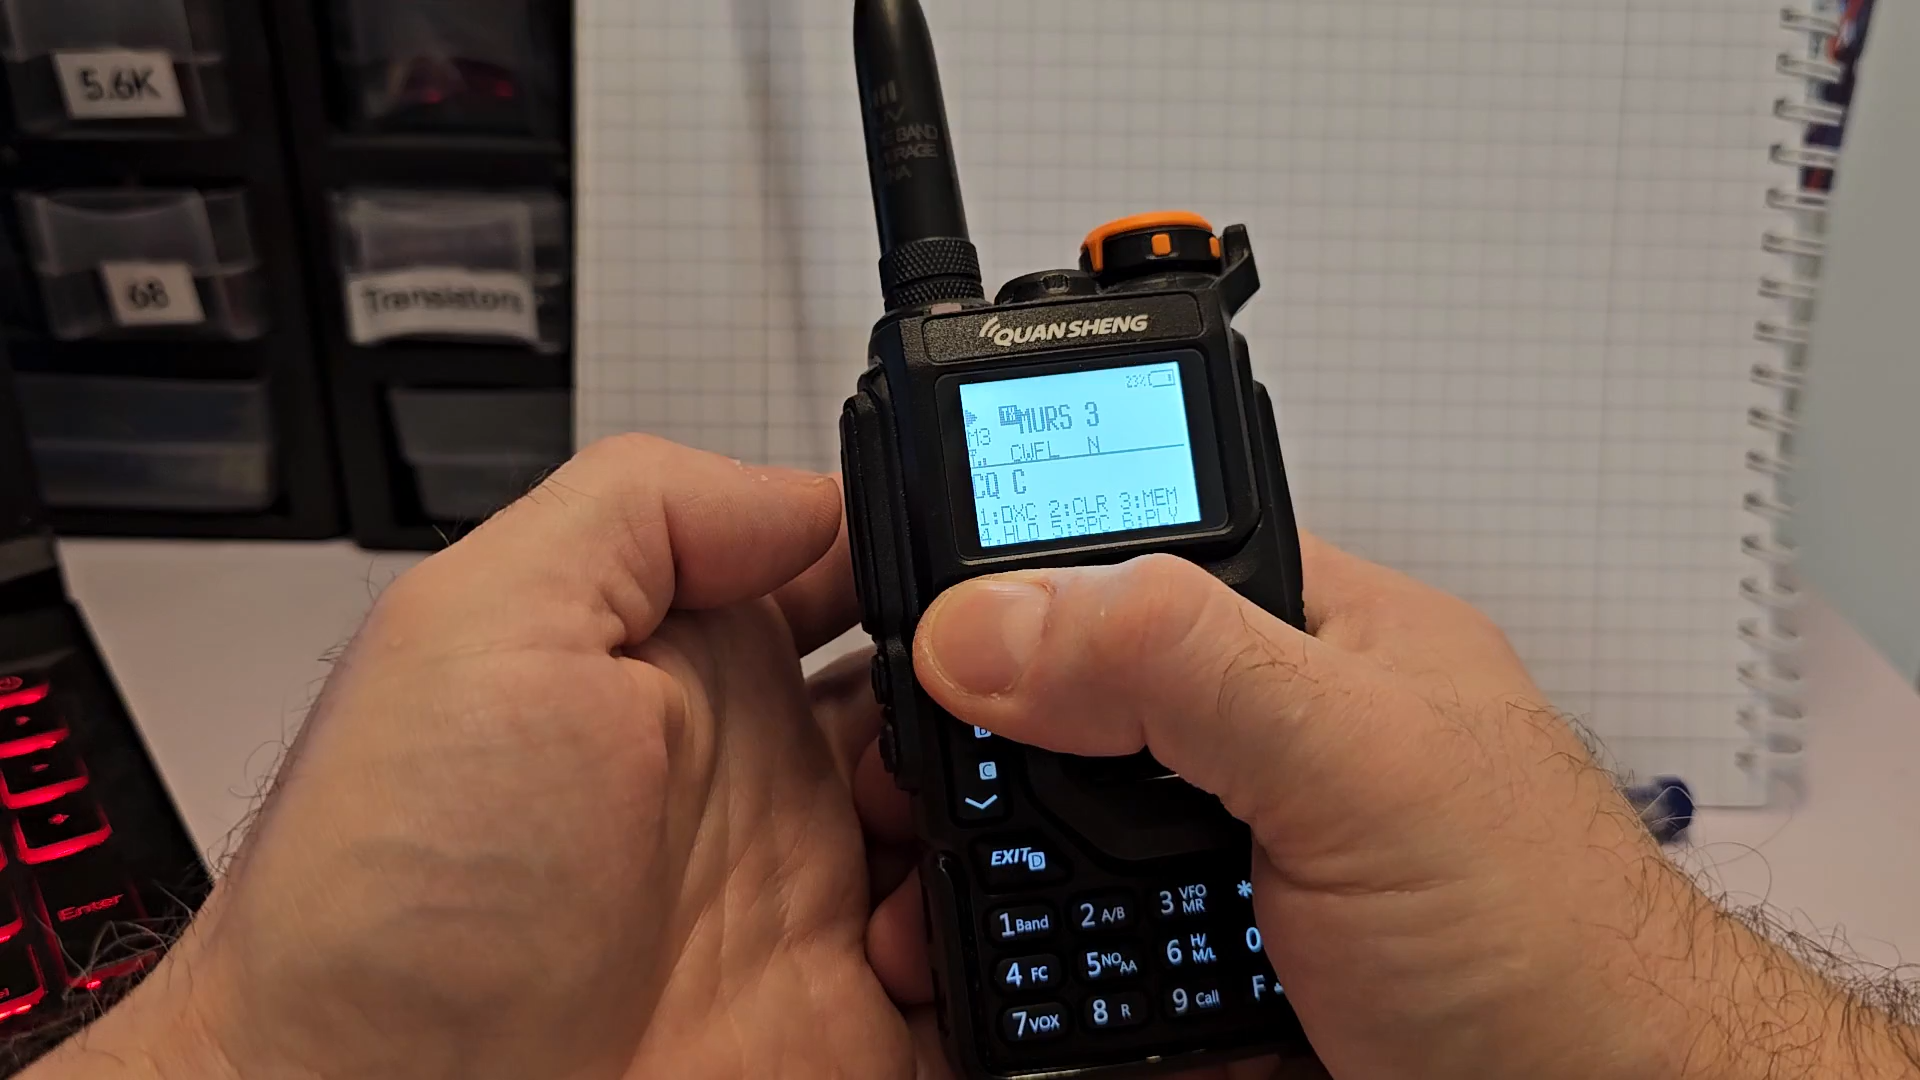 5.6K
68
Transistors
BAND
QUANSHENG
23%
TX MURS 3
M3
CWFL N
CQ C
1:DXC 2:CLR 3:MEM
4:HLD 5:SPC 6:PLY
C
EXIT D
1 Band 2 A/B 3 VFO MR *
4 FC 5 NOAA 6 H/M/L 0
7 VOX 8 R 9 Call F
Enter